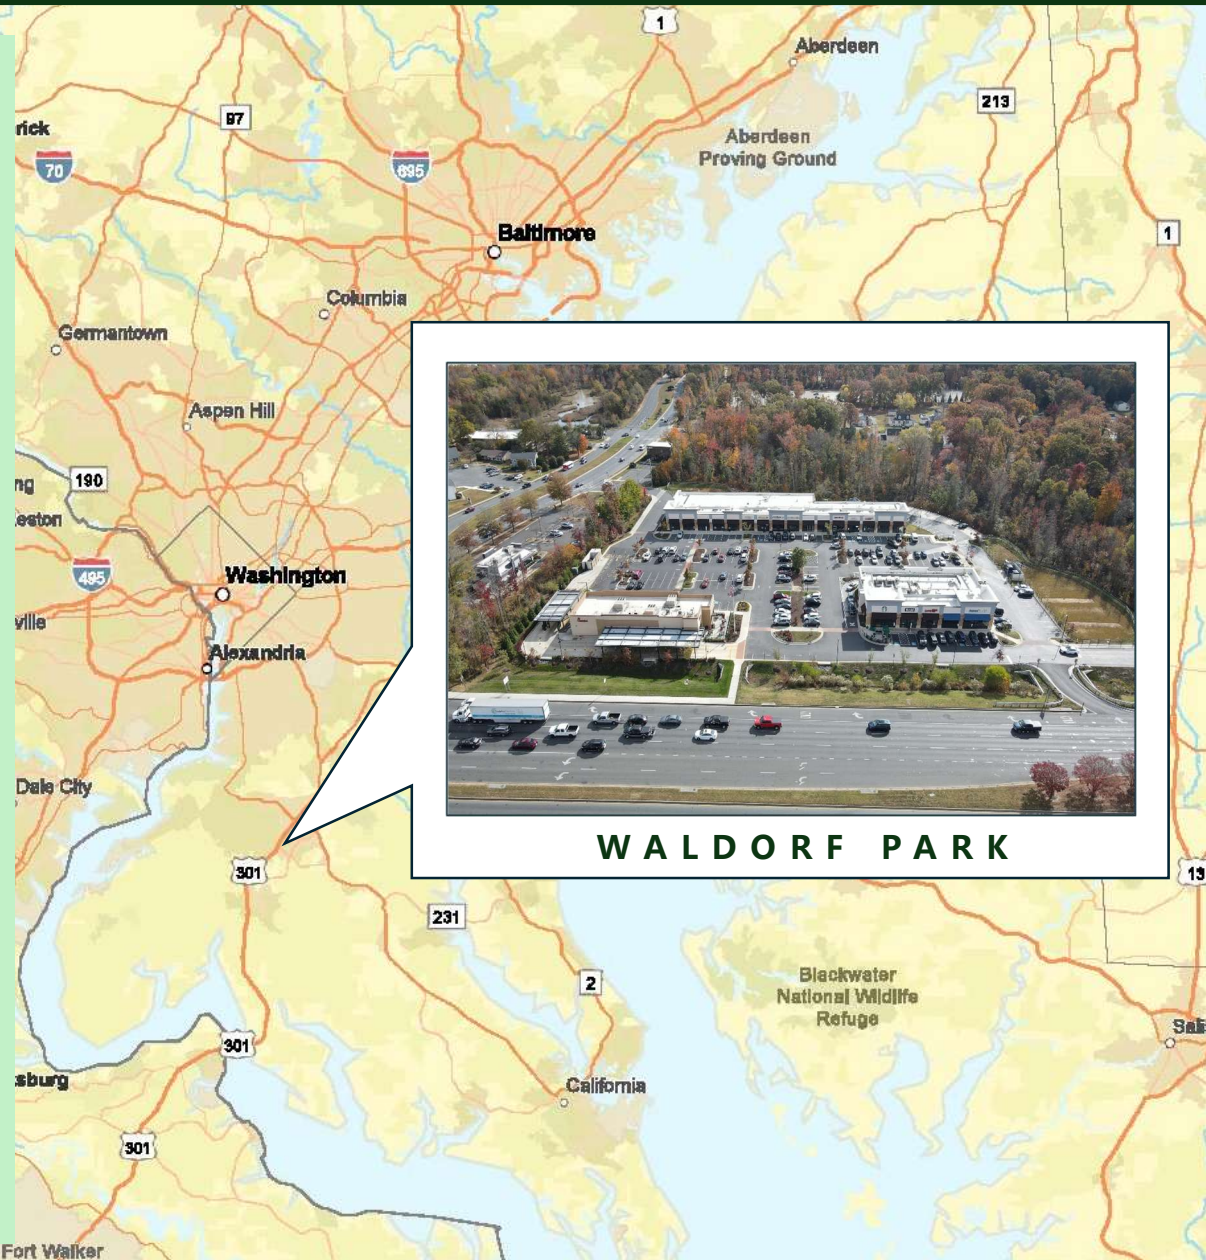 1
Aberdeen
97
213
rick
Aberdeen
Proving Ground
70
695
1
Baltimore
Columbia
Germantown
Aspen Hill
190
ng
eston
495
Washington
ville
Alexandria
Dale City
WALDORF PARK
301
13
231
2
Blackwater
National Wildlife
Refuge
301
Sali
sburg
California
301
Fort Walker